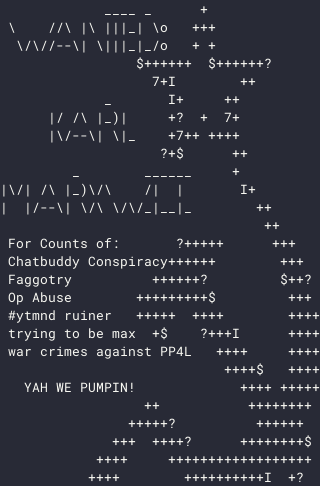 For Counts of:
Chatbuddy Conspiracy
Faggotry
Op Abuse
#ytmnd ruiner
trying to be max
war crimes against PP4L
YAH WE PUMPIN!